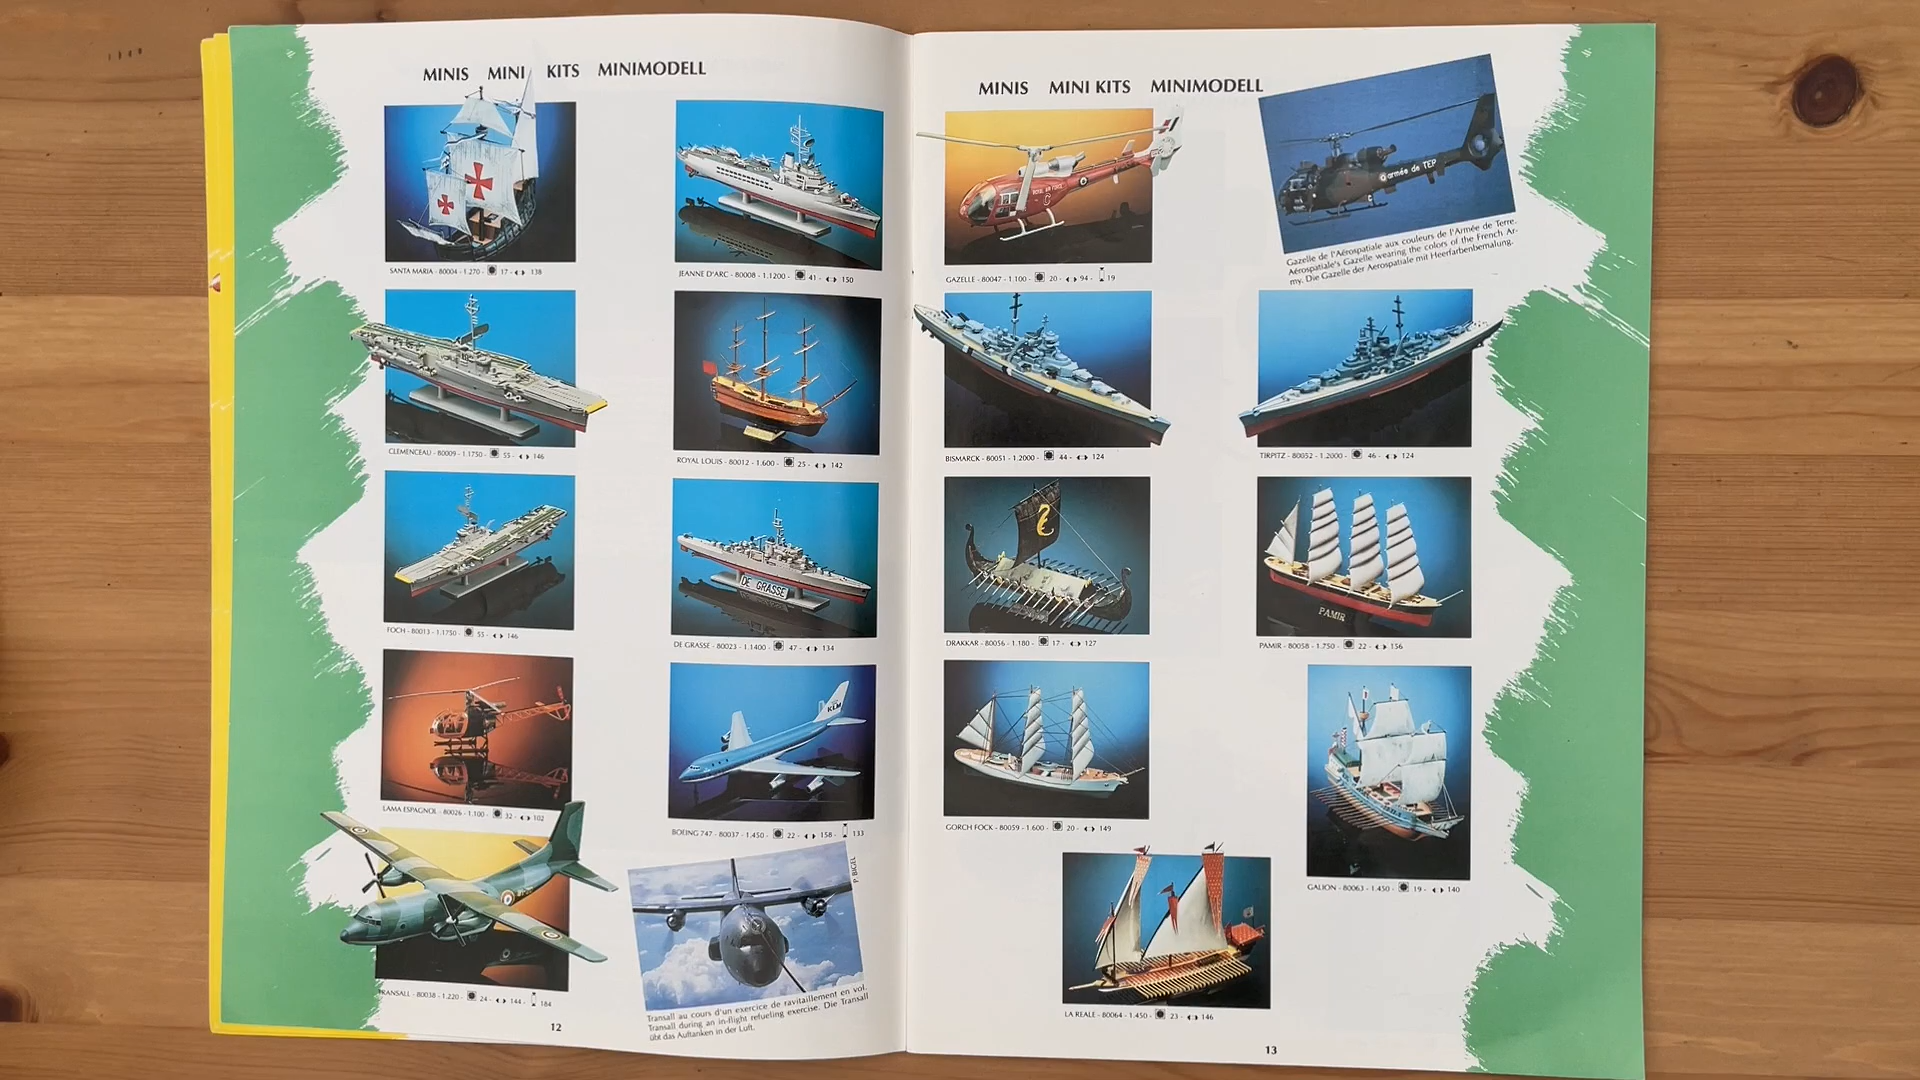 MINIS MINI KITS MINIMODELL
SANTA MARIA - 80004 - 1.270 - 17 - 138
JEANNE D'ARC - 80008 - 1.1200 - 41 - 150
CLEMENCEAU - 80009 - 1.1750 - 55 - 146
ROYAL LOUIS - 80012 - 1.600 - 25 - 142
FOCH - 80013 - 1.1750 - 55 - 146
DE GRASSE
DE GRASSE - 80023 - 1.1400 - 47 - 134
LAMA ESPAGNOL - 80026 - 1.100 - 32 - 102
KLM
BOEING 747 - 80037 - 1.450 - 22 - 158 - 133
TRANSALL - 80038 - 1.220 - 24 - 144 - 184
P. BIGEL
Transall au cours d'un exercice de ravitaillement en vol.
Transall during an in-flight refueling exercise. Die Transall
übt das Auftanken in der Luft.
12
MINIS MINI KITS MINIMODELL
ROYAL AIR FORCE
GAZELLE - 80047 - 1.100 - 20 - 94 - 19
armée de TEP
Gazelle de l'Aérospatiale aux couleurs de l'Armée de Terre.
Aérospatiale's Gazelle wearing the colors of the French Ar-
my. Die Gazelle der Aerospatiale mit Heerfarbenbemalung.
BISMARCK - 80051 - 1.2000 - 44 - 124
TIRPITZ - 80052 - 1.2000 - 46 - 124
DRAKKAR - 80056 - 1.180 - 17 - 127
PAMIR
PAMIR - 80058 - 1.750 - 22 - 156
GORCH FOCK - 80059 - 1.600 - 20 - 149
GALION - 80063 - 1.450 - 19 - 140
LA REALE - 80064 - 1.450 - 23 - 146
13